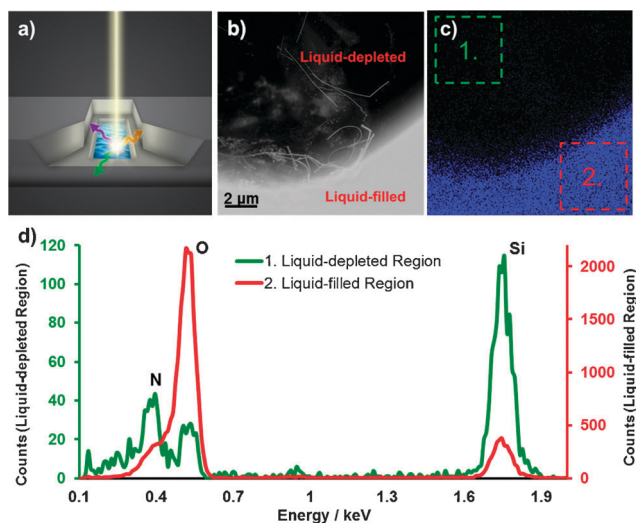 a)
b)
Liquid-depleted
2 µm
Liquid-filled
c)
1.
2.
d)
Counts (Liquid-depleted Region)
120
100
80
60
40
20
0
N
O
Si
1. Liquid-depleted Region
2. Liquid-filled Region
2000
1500
1000
500
0
Counts (Liquid-filled Region)
0.1
0.4
0.7
1
1.3
1.6
1.9
Energy / keV